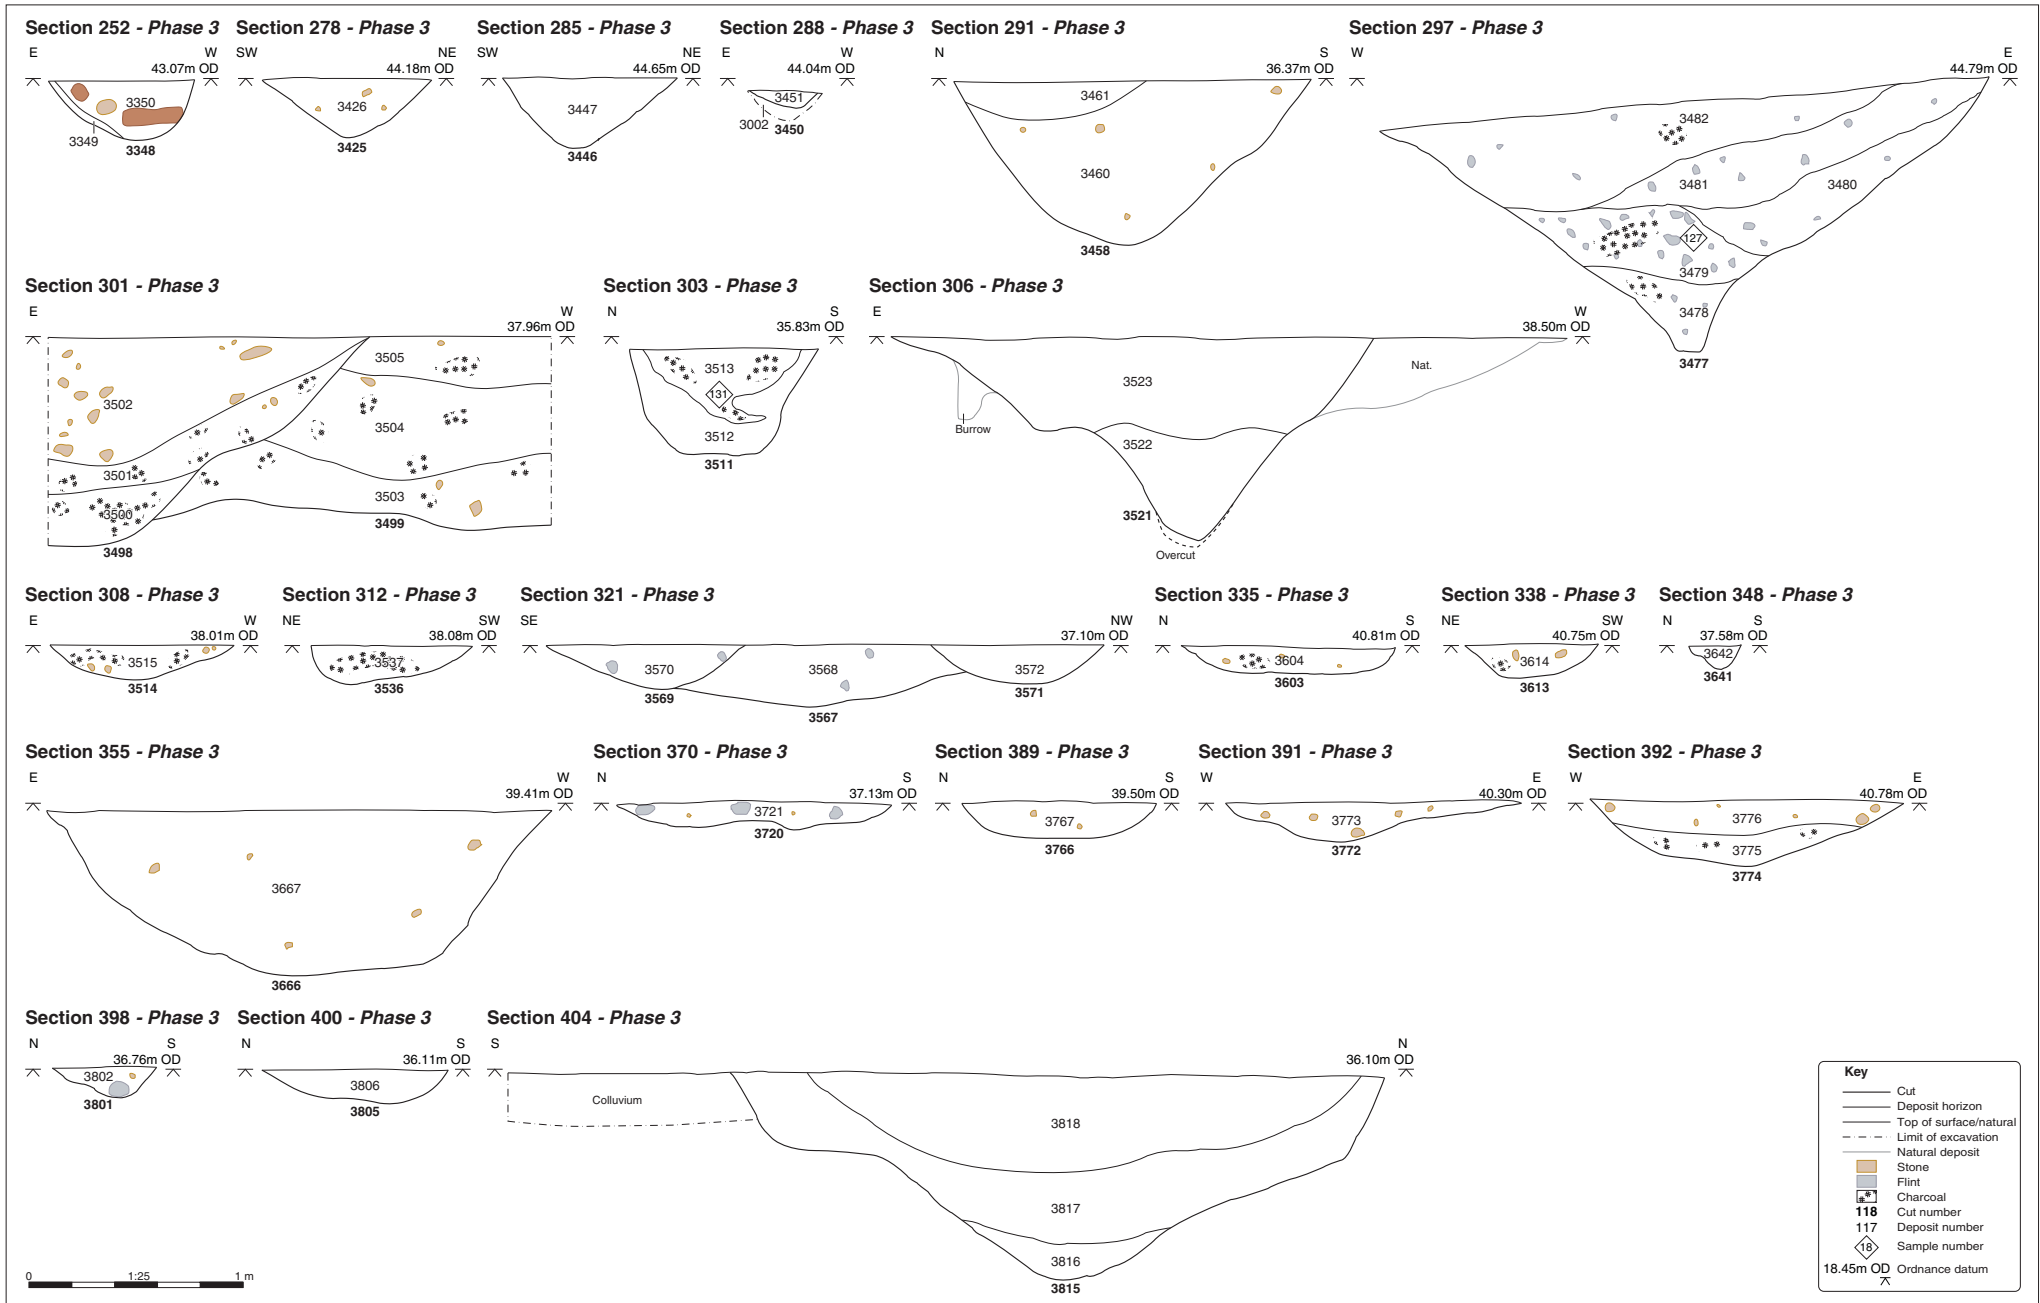 Section 252 - Phase 3
E W
43.07m OD
3350
3349
3348
Section 278 - Phase 3
SW NE
44.18m OD
3426
3425
Section 285 - Phase 3
SW NE
44.65m OD
3447
3446
Section 288 - Phase 3
E W
44.04m OD
3451
3002
3450
Section 291 - Phase 3
N S
36.37m OD
3461
3460
3458
Section 297 - Phase 3
W E
44.79m OD
3482
3481
3480
127
3479
3478
3477
Section 301 - Phase 3
E W
37.96m OD
3505
3502
3504
3501
3503
3500
3499
3498
Section 303 - Phase 3
N S
35.83m OD
3513
131
3512
3511
Section 306 - Phase 3
E W
38.50m OD
Nat.
3523
Burrow
3522
3521
Overcut
Section 308 - Phase 3
E W
38.01m OD
3515
3514
Section 312 - Phase 3
NE SW
38.08m OD
3537
3536
Section 321 - Phase 3
SE NW
37.10m OD
3570 3568 3572
3569
3571
3567
Section 335 - Phase 3
N S
40.81m OD
3604
3603
Section 338 - Phase 3
NE SW
40.75m OD
3614
3613
Section 348 - Phase 3
N S
37.58m OD
3642
3641
Section 355 - Phase 3
E W
39.41m OD
3667
3666
Section 370 - Phase 3
N S
37.13m OD
3721
3720
Section 389 - Phase 3
N S
39.50m OD
3767
3766
Section 391 - Phase 3
W E
40.30m OD
3773
3772
Section 392 - Phase 3
W E
40.78m OD
3776
3775
3774
Section 398 - Phase 3
N S
36.76m OD
3802
3801
Section 400 - Phase 3
N S
36.11m OD
3806
3805
Section 404 - Phase 3
S N
36.10m OD
Colluvium
3818
3817
3816
3815
0 1:25 1 m
Key
Cut
Deposit horizon
Top of surface/natural
Limit of excavation
Natural deposit
Stone
Flint
Charcoal
118 Cut number
117 Deposit number
18 Sample number
18.45m OD Ordnance datum